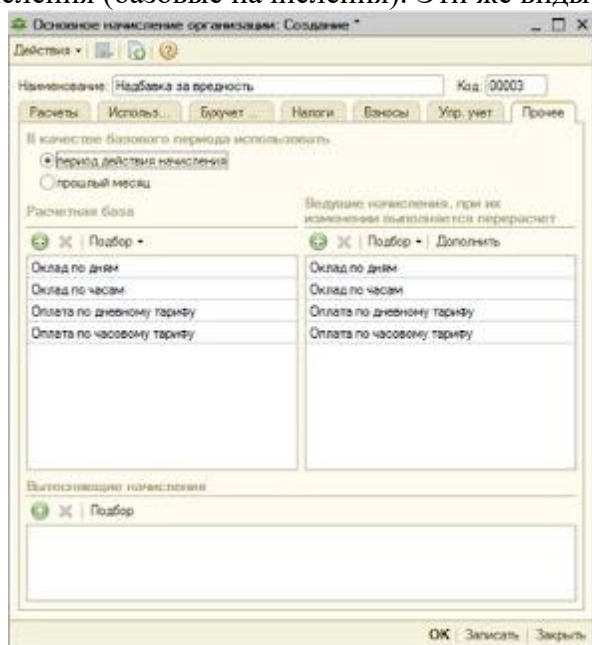 сления (базовые начисления). Эти же виды
Основное начисление организации: Создание *
Действия
Наименование: Надбавка за вредность Код: 00003
Расчеты Использ... Бухучет ... Налоги Взносы Упр. учет Прочее
В качестве базового периода использовать
период действия начисления
прошлый месяц
Расчетная база
Ведущие начисления, при их изменении выполняется перерасчет
Подбор
Подбор Дополнить
Оклад по дням Оклад по дням
Оклад по часам Оклад по часам
Оплата по дневному тарифу Оплата по дневному тарифу
Оплата по часовому тарифу Оплата по часовому тарифу
Вытесняющие начисления
Подбор
OK Записать Закрыть